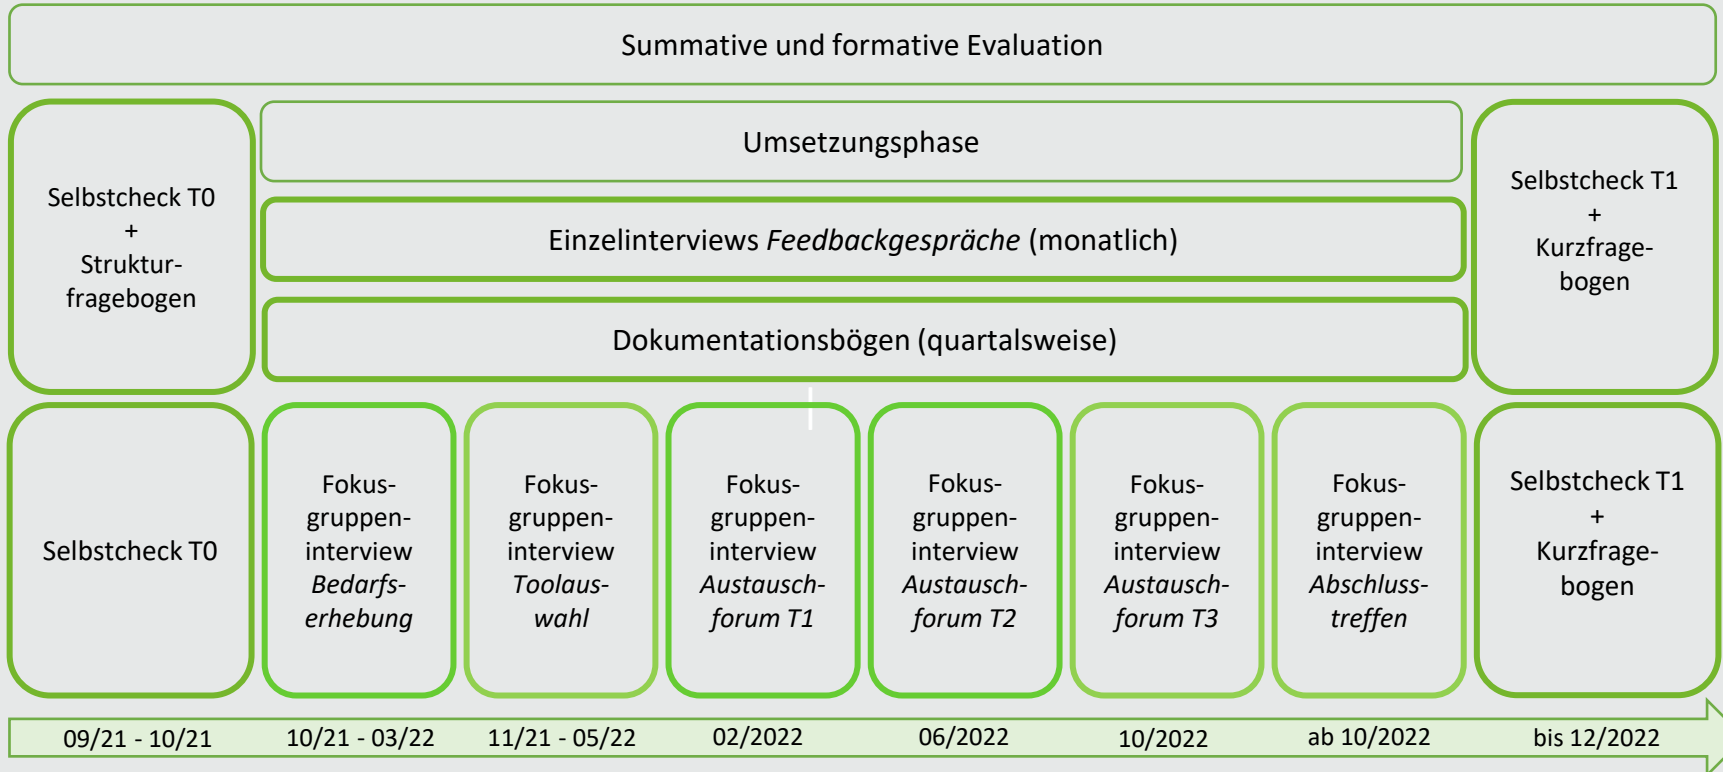 Summative und formative Evaluation
Selbstcheck T0
+
Struktur-
fragebogen
Umsetzungsphase
Einzelinterviews Feedbackgespräche (monatlich)
Dokumentationsbögen (quartalsweise)
Selbstcheck T1
+
Kurzfrage-
bogen
Selbstcheck T0
Fokus-
gruppen-
interview
Bedarfs-
erhebung
Fokus-
gruppen-
interview
Toolaus-
wahl
Fokus-
gruppen-
interview
Austausch-
forum T1
Fokus-
gruppen-
interview
Austausch-
forum T2
Fokus-
gruppen-
interview
Austausch-
forum T3
Fokus-
gruppen-
interview
Abschluss-
treffen
Selbstcheck T1
+
Kurzfrage-
bogen
09/21 - 10/21
10/21 - 03/22
11/21 - 05/22
02/2022
06/2022
10/2022
ab 10/2022
bis 12/2022